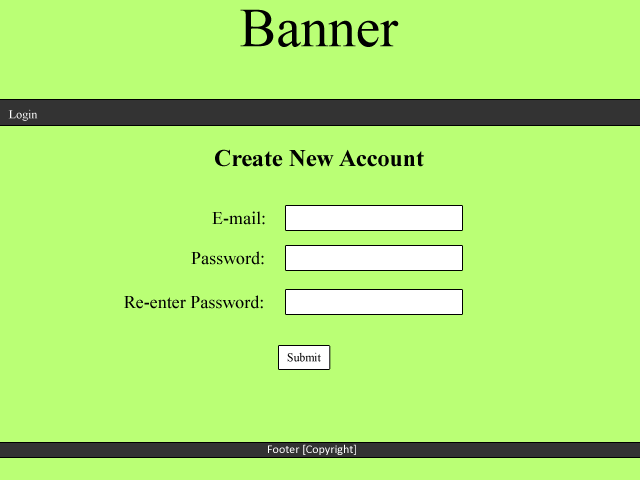 Banner
Login
Create New Account
E-mail:
Password:
Re-enter Password:
Submit
Footer [Copyright]